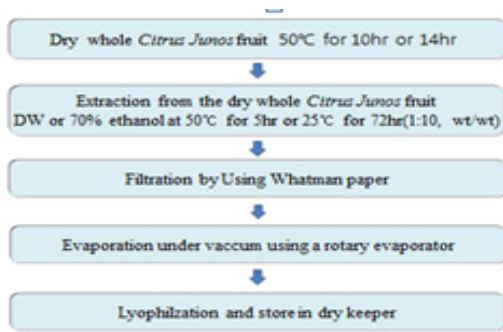 Dry whole Citrus Junos fruit 50℃ for 10hr or 14hr
Extraction from the dry whole Citrus Junos fruit
DW or 70% ethanol at 50℃ for 5hr or 25℃ for 72hr(1:10, wt/wt)
Filtration by Using Whatman paper
Evaporation under vaccum using a rotary evaporator
Lyophilzation and store in dry keeper